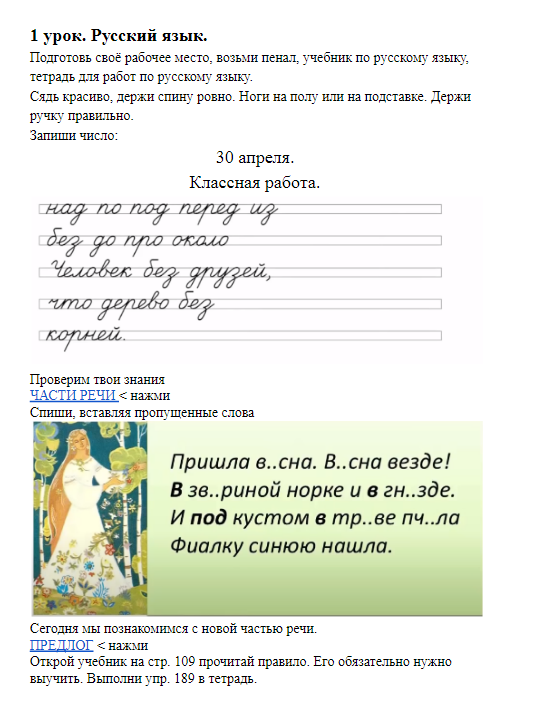 1 урок. Русский язык.
Подготовь своё рабочее место, возьми пенал, учебник по русскому языку,
тетрадь для работ по русскому языку.
Сядь красиво, держи спину ровно. Ноги на полу или на подставке. Держи
ручку правильно.
Запиши число:
30 апреля.
Классная работа.
над по под перед из
без до про около
Человек без друзей,
что дерево без
корней.
Проверим твои знания
ЧАСТИ РЕЧИ < нажми
Спиши, вставляя пропущенные слова
Пришла в..сна. В..сна везде!
В зв..риной норке и в гн..зде.
И под кустом в тр..ве пч..ла
Фиалку синюю нашла.
Сегодня мы познакомимся с новой частью речи.
ПРЕДЛОГ < нажми
Открой учебник на стр. 109 прочитай правило. Его обязательно нужно
выучить. Выполни упр. 189 в тетрадь.